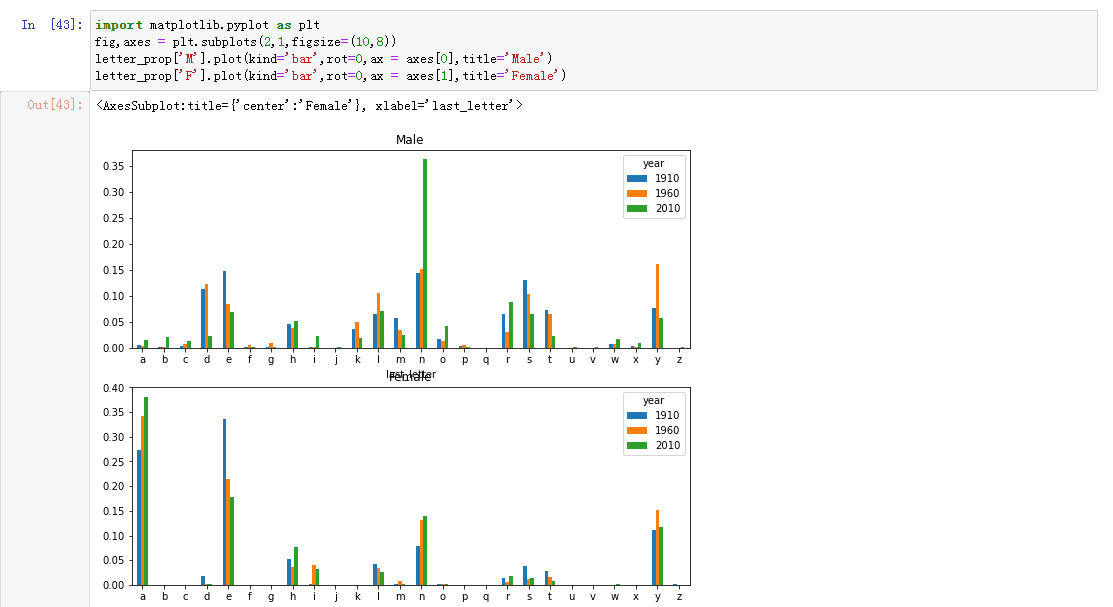 In [43]:
import matplotlib.pyplot as plt
fig,axes = plt.subplots(2,1,figsize=(10,8))
letter_prop['M'].plot(kind='bar',rot=0,ax = axes[0],title='Male')
letter_prop['F'].plot(kind='bar',rot=0,ax = axes[1],title='Female')
Out[43]:
<AxesSubplot:title={'center':'Female'}, xlabel='last_letter'>
Male
year
1910
1960
2010
0.35
0.30
0.25
0.20
0.15
0.10
0.05
0.00
a b c d e f g h i j k l m n o p q r s t u v w x y z
last_letter
Female
year
1910
1960
2010
0.40
0.35
0.30
0.25
0.20
0.15
0.10
0.05
0.00
a b c d e f g h i j k l m n o p q r s t u v w x y z